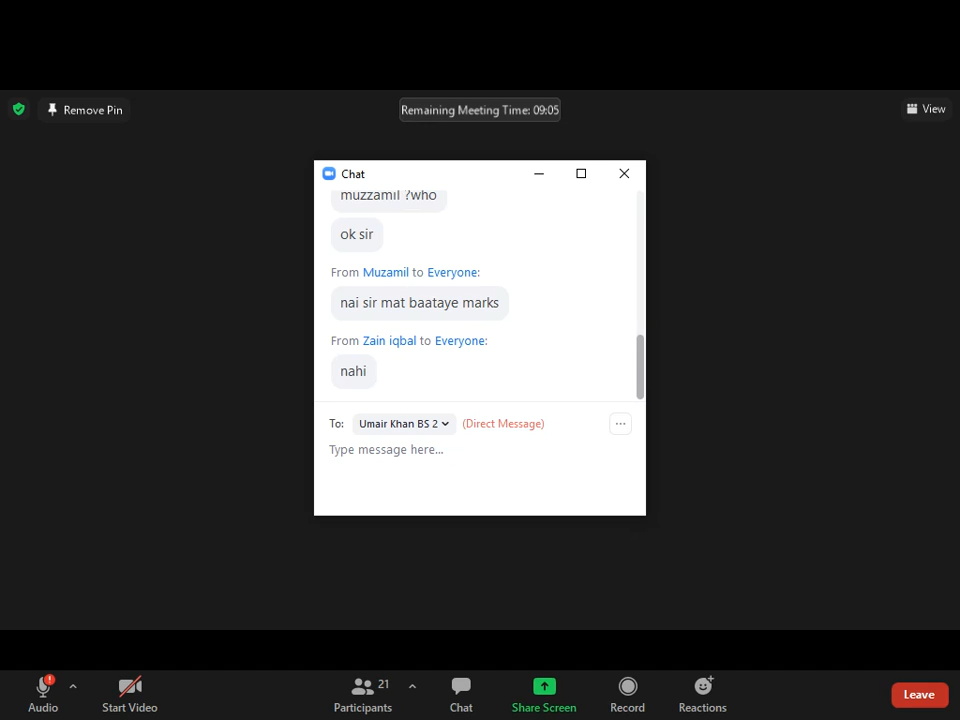 Remove Pin
Remaining Meeting Time: 09:05
View
Chat
muzzamil ?who
ok sir
From Muzamil to Everyone:
nai sir mat baataye marks
From Zain iqbal to Everyone:
nahi
To: Umair Khan BS 2 (Direct Message)
Type message here...
Audio
Start Video
21
Participants
Chat
Share Screen
Record
Reactions
Leave